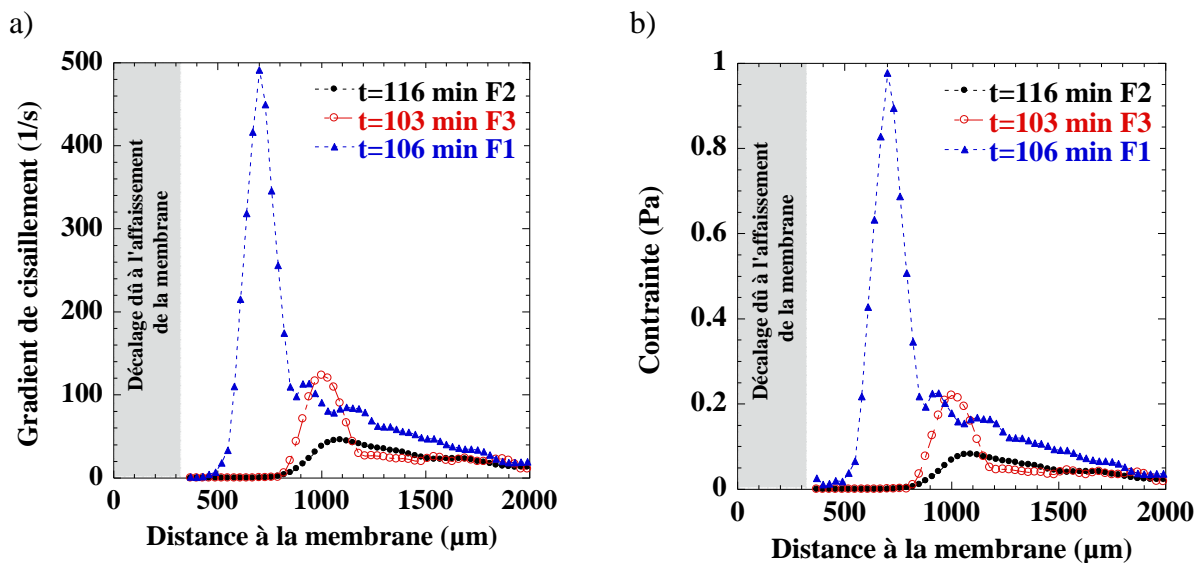 a)
500
400
300
200
100
0
Gradient de cisaillement (1/s)
Décalage dû à l'affaissement
de la membrane
t=116 min F2
t=103 min F3
t=106 min F1
0
500
1000
1500
2000
Distance à la membrane (µm)
b)
1
0.8
0.6
0.4
0.2
0
Contrainte (Pa)
Décalage dû à l'affaissement
de la membrane
t=116 min F2
t=103 min F3
t=106 min F1
0
500
1000
1500
2000
Distance à la membrane (µm)